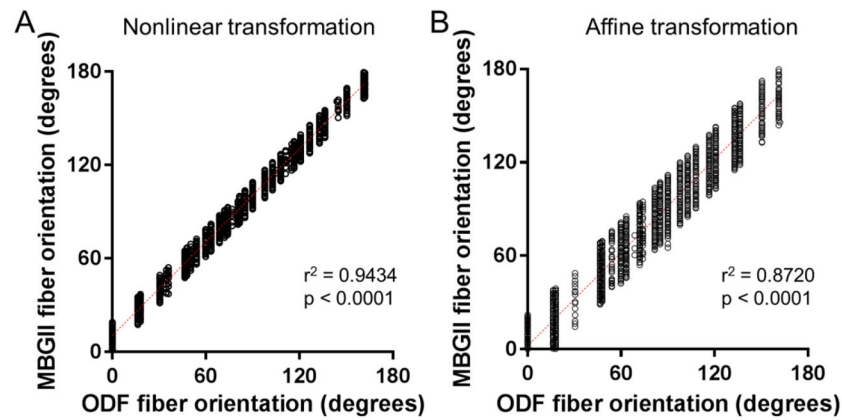 A
Nonlinear transformation
MBGII fiber orientation (degrees)
180
120
60
0
r² = 0.9434
p < 0.0001
0 60 120 180
ODF fiber orientation (degrees)
B
Affine transformation
MBGII fiber orientation (degrees)
180
120
60
0
r² = 0.8720
p < 0.0001
0 60 120 180
ODF fiber orientation (degrees)